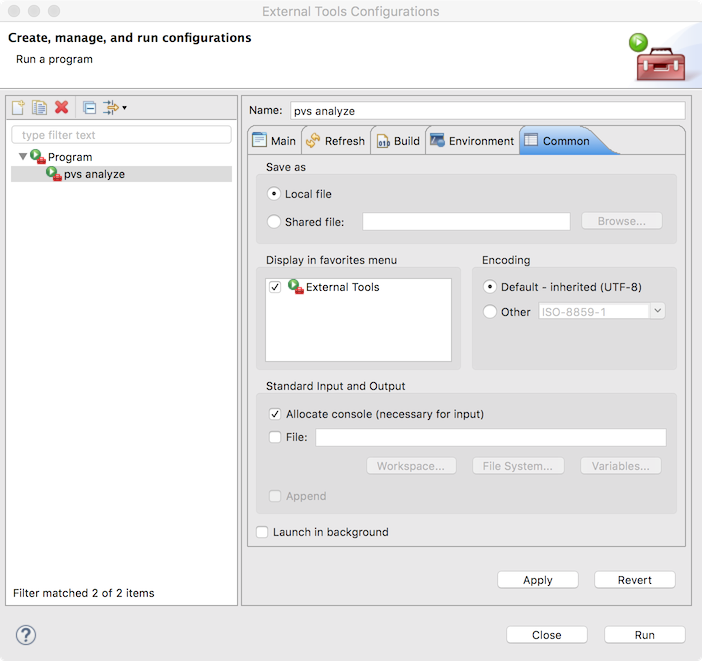 External Tools Configurations
Create, manage, and run configurations
Run a program
type filter text
Program
pvs analyze
Filter matched 2 of 2 items
Name: pvs analyze
Main Refresh 010 Build Environment Common
Save as
Local file
Shared file: Browse...
Display in favorites menu Encoding
External Tools Default - inherited (UTF-8)
Other ISO-8859-1
Standard Input and Output
Allocate console (necessary for input)
File:
Workspace... File System... Variables...
Append
Launch in background
Apply Revert
? Close Run